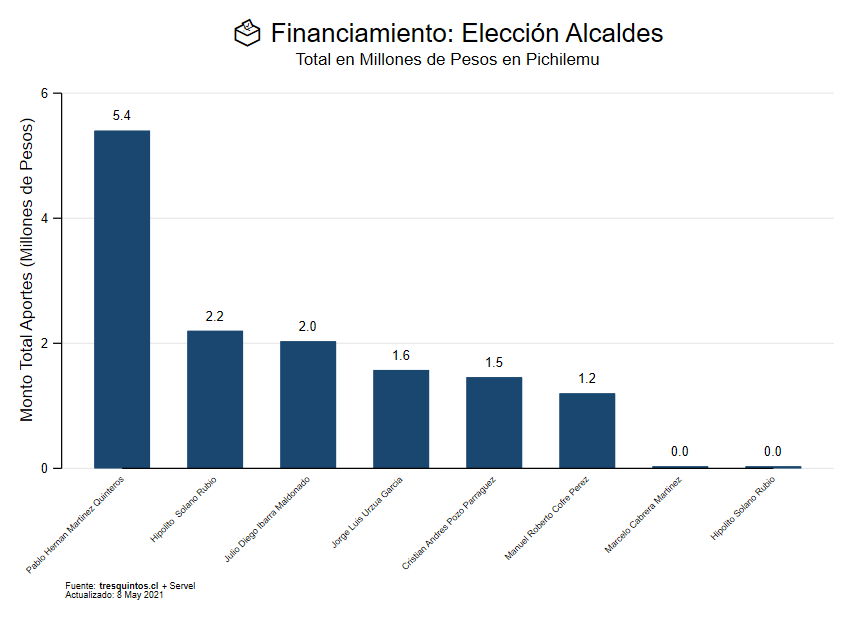 Financiamiento: Elección Alcaldes
Total en Millones de Pesos en Pichilemu
Monto Total Aportes (Millones de Pesos)
6
4
2
0
5.4
2.2
2.0
1.6
1.5
1.2
0.0
0.0
Pablo Hernan Martinez Quinteros
Hipolito  Solano Rubio
Julio Diego Ibarra Maldonado
Jorge Luis Urzua Garcia
Cristian Andres Pozo Parraguez
Manuel Roberto Cofre Perez
Marcelo Cabrera Martinez
Hipolito Solano Rubio
Fuente: tresquintos.cl + Servel
Actualizado: 8 May 2021